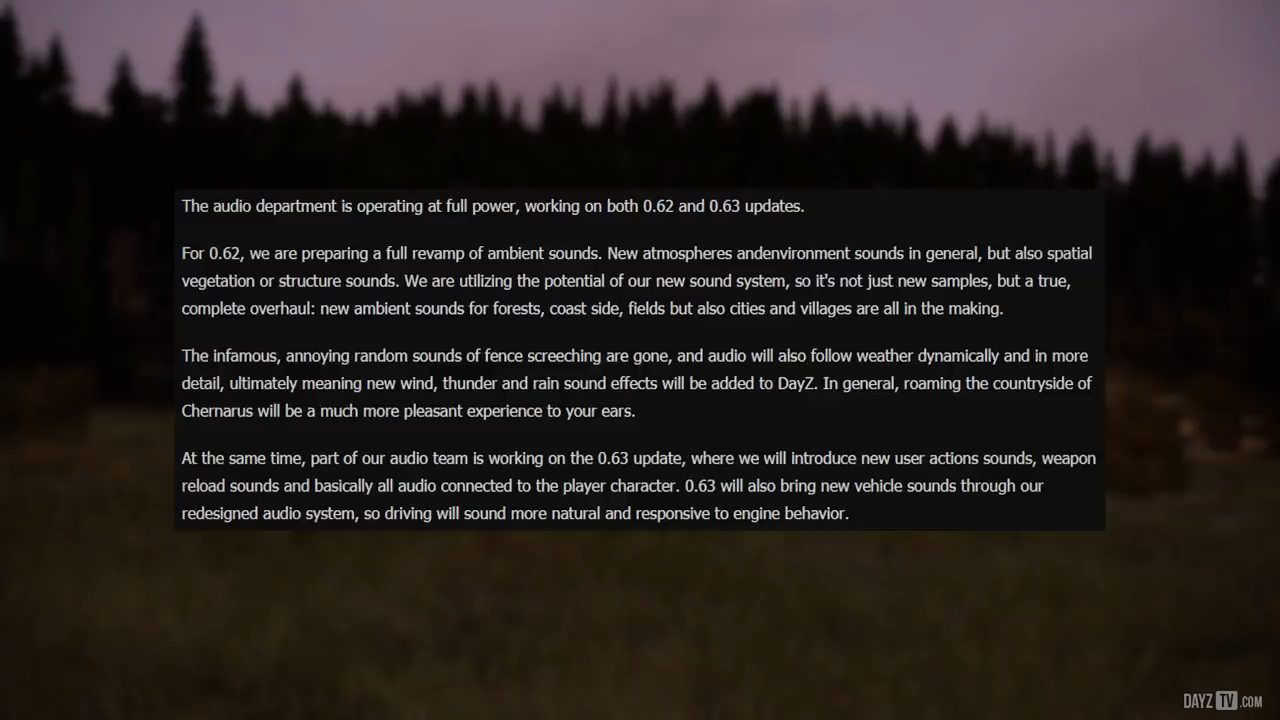 The audio department is operating at full power, working on both 0.62 and 0.63 updates.
For 0.62, we are preparing a full revamp of ambient sounds. New atmospheres andenvironment sounds in general, but also spatial
vegetation or structure sounds. We are utilizing the potential of our new sound system, so it's not just new samples, but a true,
complete overhaul: new ambient sounds for forests, coast side, fields but also cities and villages are all in the making.
The infamous, annoying random sounds of fence screeching are gone, and audio will also follow weather dynamically and in more
detail, ultimately meaning new wind, thunder and rain sound effects will be added to DayZ. In general, roaming the countryside of
Chernarus will be a much more pleasant experience to your ears.
At the same time, part of our audio team is working on the 0.63 update, where we will introduce new user actions sounds, weapon
reload sounds and basically all audio connected to the player character. 0.63 will also bring new vehicle sounds through our
redesigned audio system, so driving will sound more natural and responsive to engine behavior.
DAYZ TV .COM